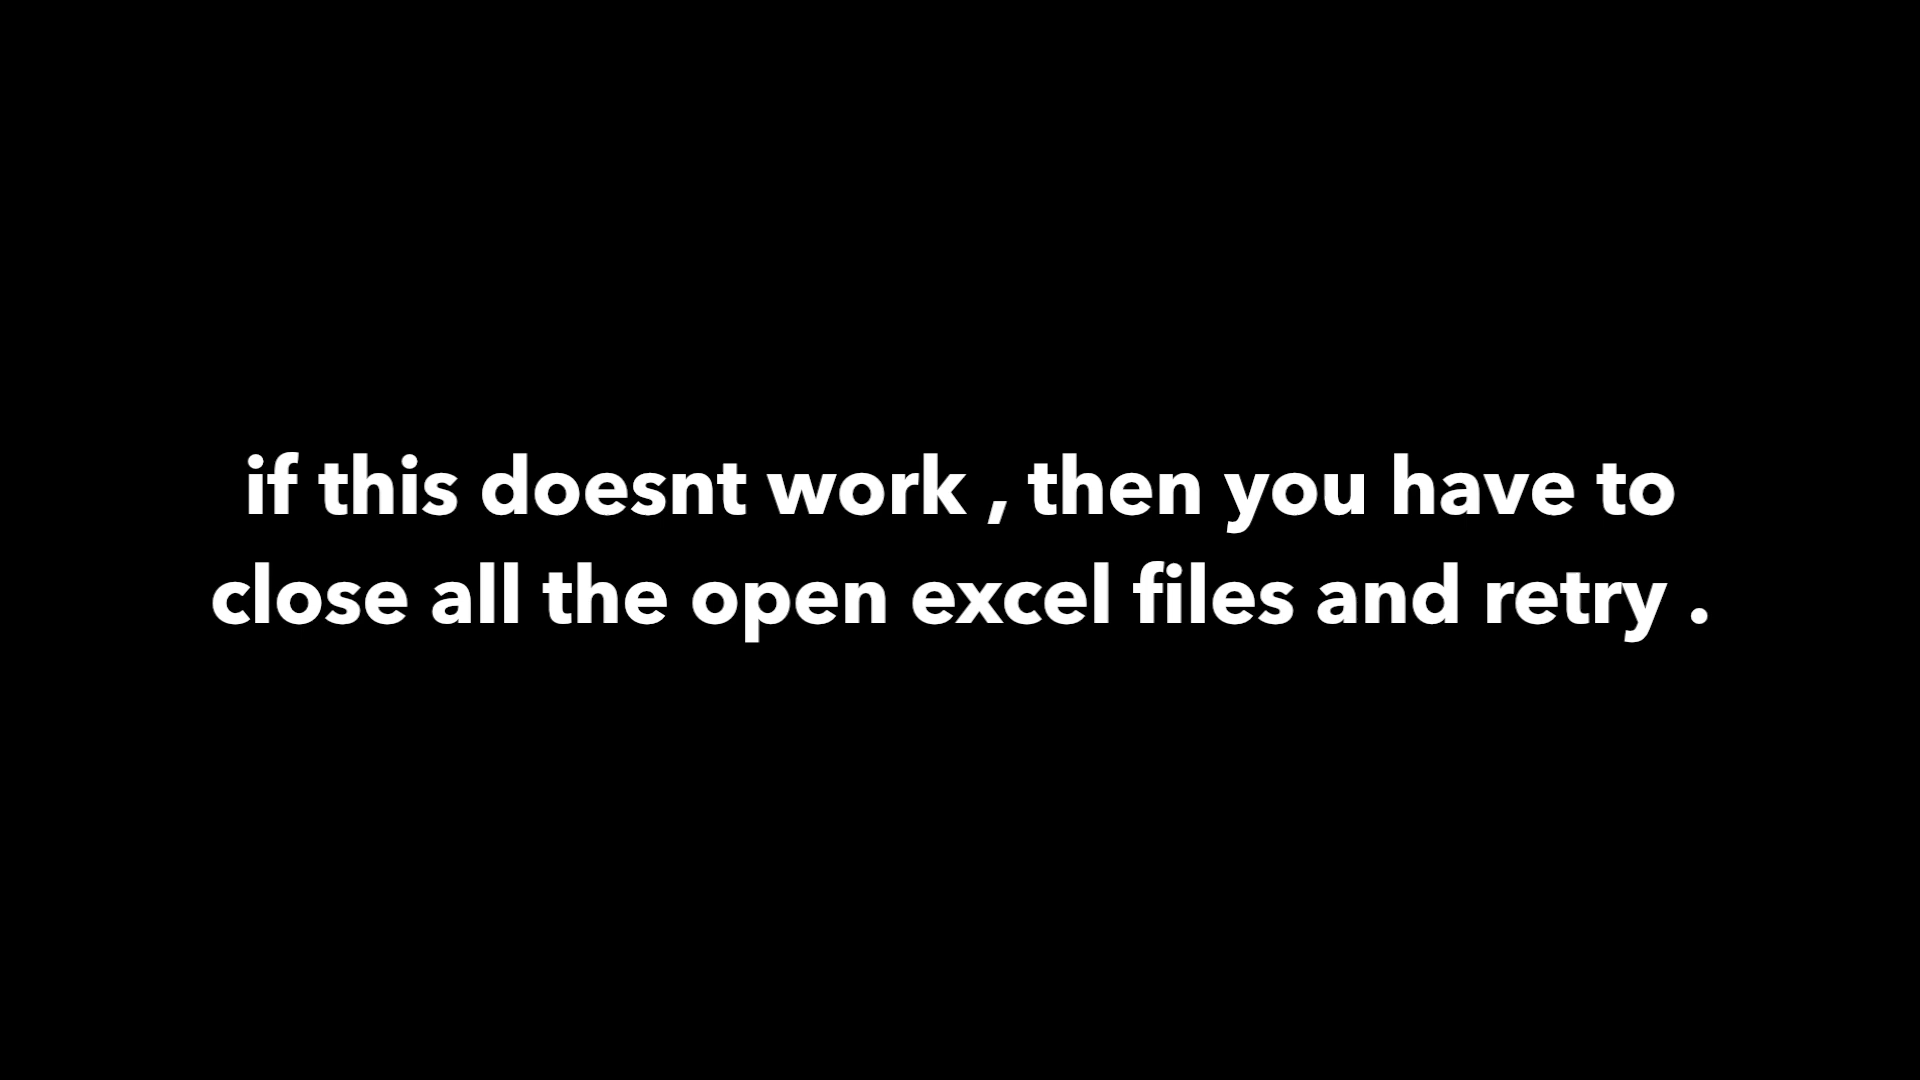 if this doesnt work , then you have to
close all the open excel files and retry .